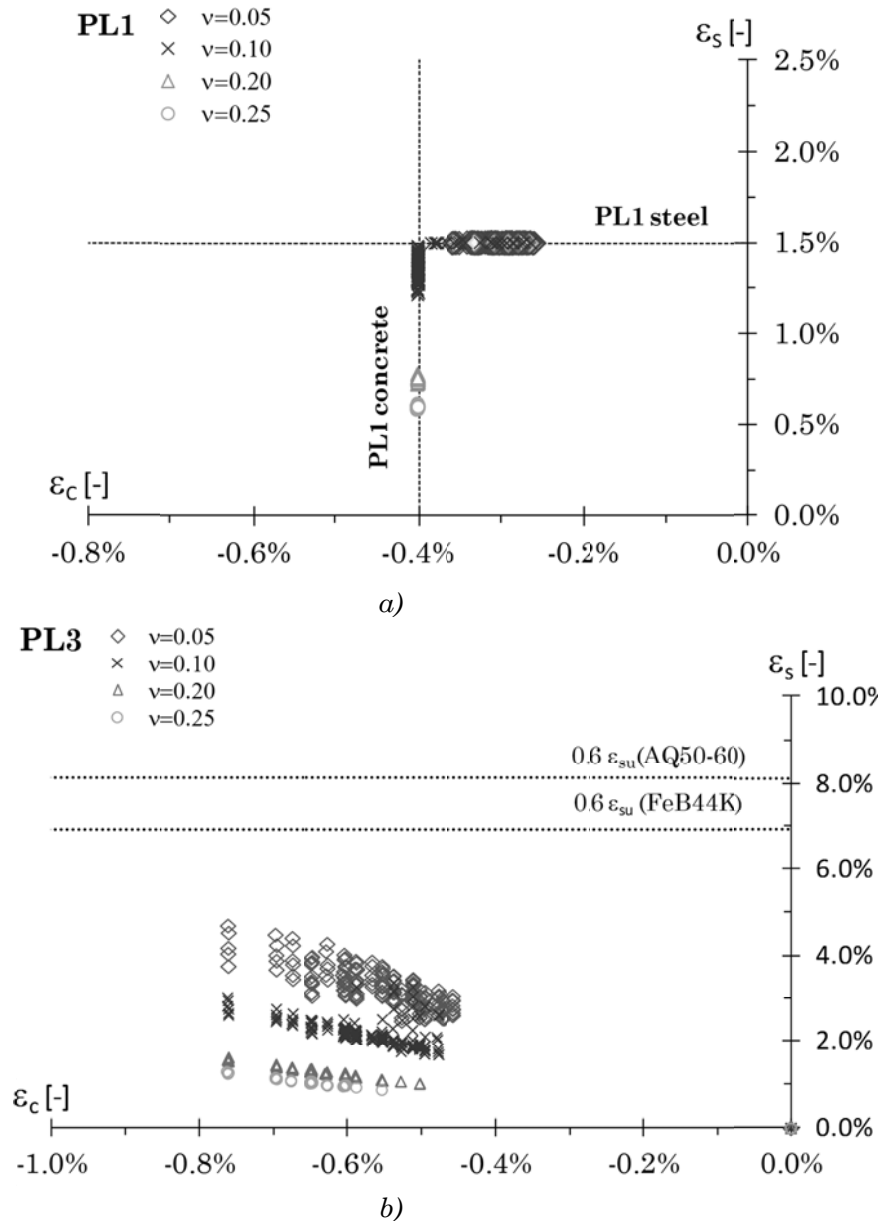 PL1
ν=0.05
ν=0.10
ν=0.20
ν=0.25
εS [-]
2.5%
2.0%
PL1 steel
1.5%
PL1 concrete
1.0%
0.5%
εC [-]
0.0%
-0.8% -0.6% -0.4% -0.2% 0.0%
a)
PL3
ν=0.05
ν=0.10
ν=0.20
ν=0.25
εs [-]
10.0%
0.6 εsu (AQ50-60)
8.0%
0.6 εsu (FeB44K)
6.0%
4.0%
2.0%
εc [-]
0.0%
-1.0% -0.8% -0.6% -0.4% -0.2% 0.0%
b)